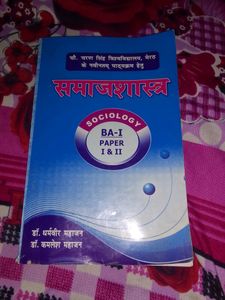 चौ. चरण सिंह विश्वविद्यालय, मेरठ
के नवीनतम पाठ्यक्रम हेतु
समाजशास्त्र
SOCIOLOGY
BA-I
PAPER
I & II
डॉ. धर्मवीर महाजन
डॉ. कमलेश महाजन